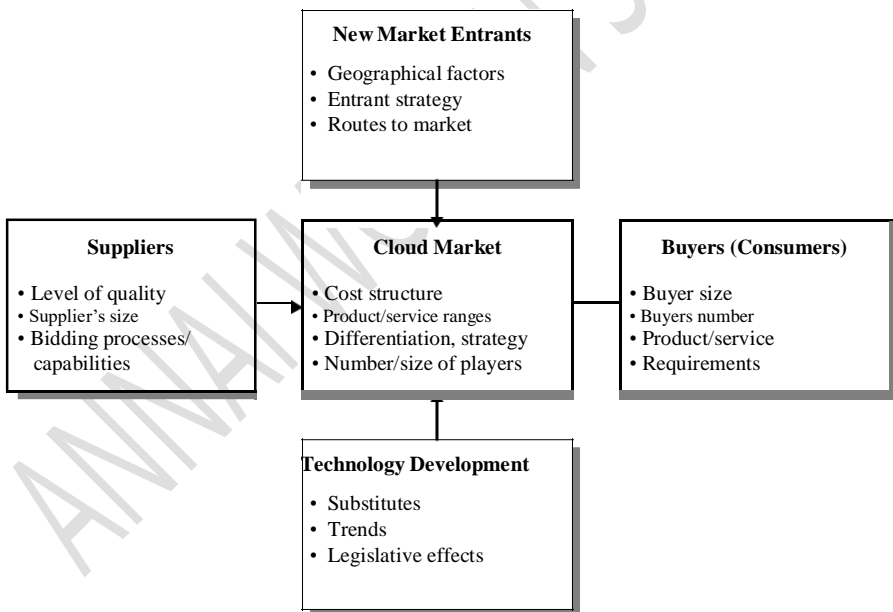 New Market Entrants
• Geographical factors
• Entrant strategy
• Routes to market
Suppliers
• Level of quality
• Supplier's size
• Bidding processes/
capabilities
Cloud Market
• Cost structure
• Product/service ranges
• Differentiation, strategy
• Number/size of players
Buyers (Consumers)
• Buyer size
• Buyers number
• Product/service
• Requirements
Technology Development
• Substitutes
• Trends
• Legislative effects
ANNAI